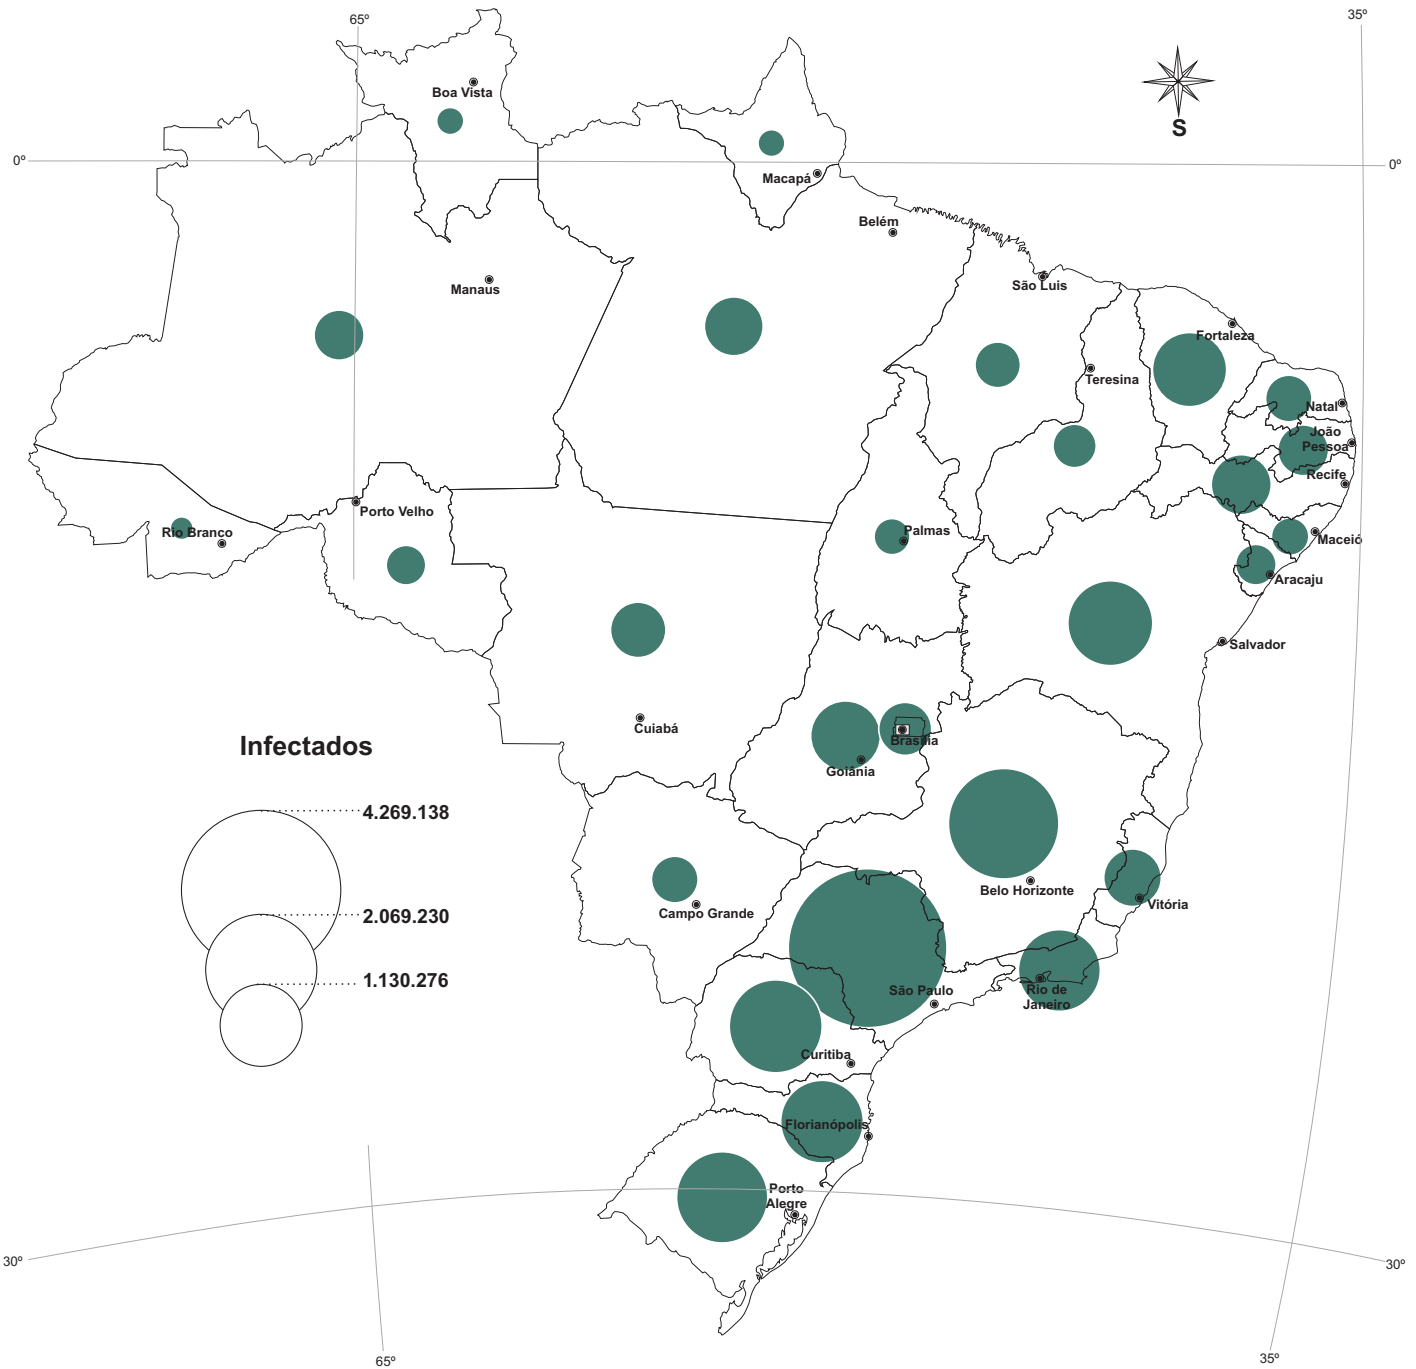 65º
35º
Boa Vista
S
0º
0º
Macapá
Belém
Manaus
São Luis
Fortaleza
Teresina
Natal
João
Pessoa
Recife
Porto Velho
Rio Branco
Palmas
Maceió
Aracaju
Salvador
Cuiabá
Brasília
Goiânia
Infectados
4.269.138
2.069.230
1.130.276
Belo Horizonte
Vitória
Campo Grande
São Paulo
Rio de
Janeiro
Curitiba
Florianópolis
Porto
Alegre
30º
30º
65º
35º